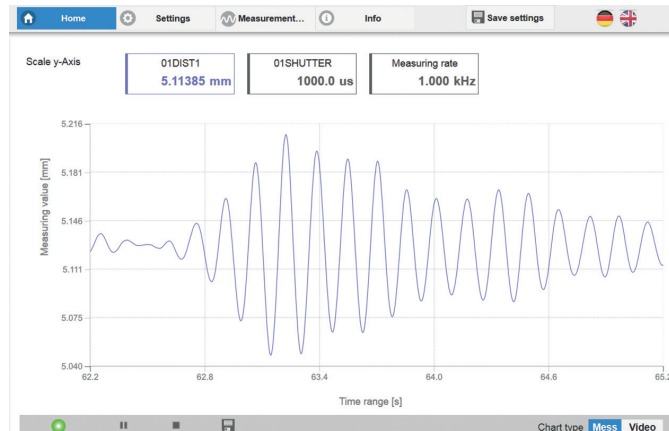 Home Settings Measurement... Info Save settings
Scale y-Axis
01DIST1 01SHUTTER Measuring rate
5.11385 mm 1000.0 us 1.000 kHz
5.216
5.181
5.146
5.111
5.075
5.040
Measuring value [mm]
62.2 62.8 63.4 64.0 64.6 65.2
Time range [s]
Chart type Mess Video